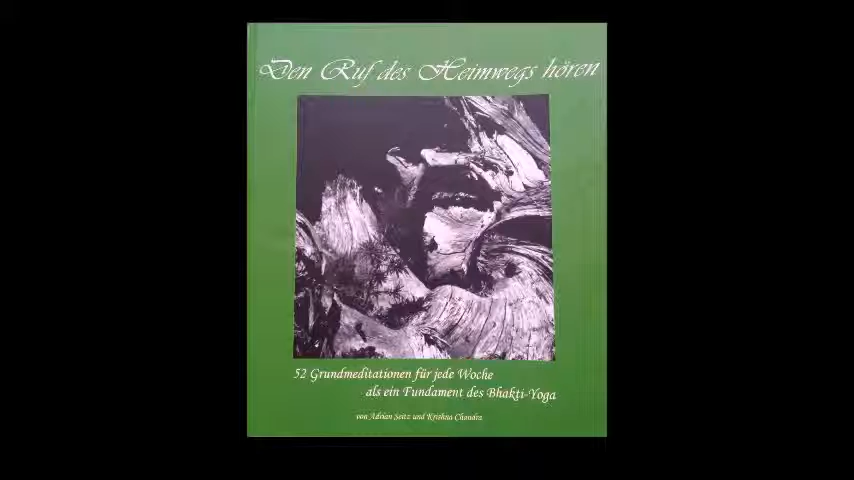 Den Ruf des Heimwegs hören
52 Grundmeditationen für jede Woche
als ein Fundament des Bhakti-Yoga
von Adrian Seitz und Krishna Chandra